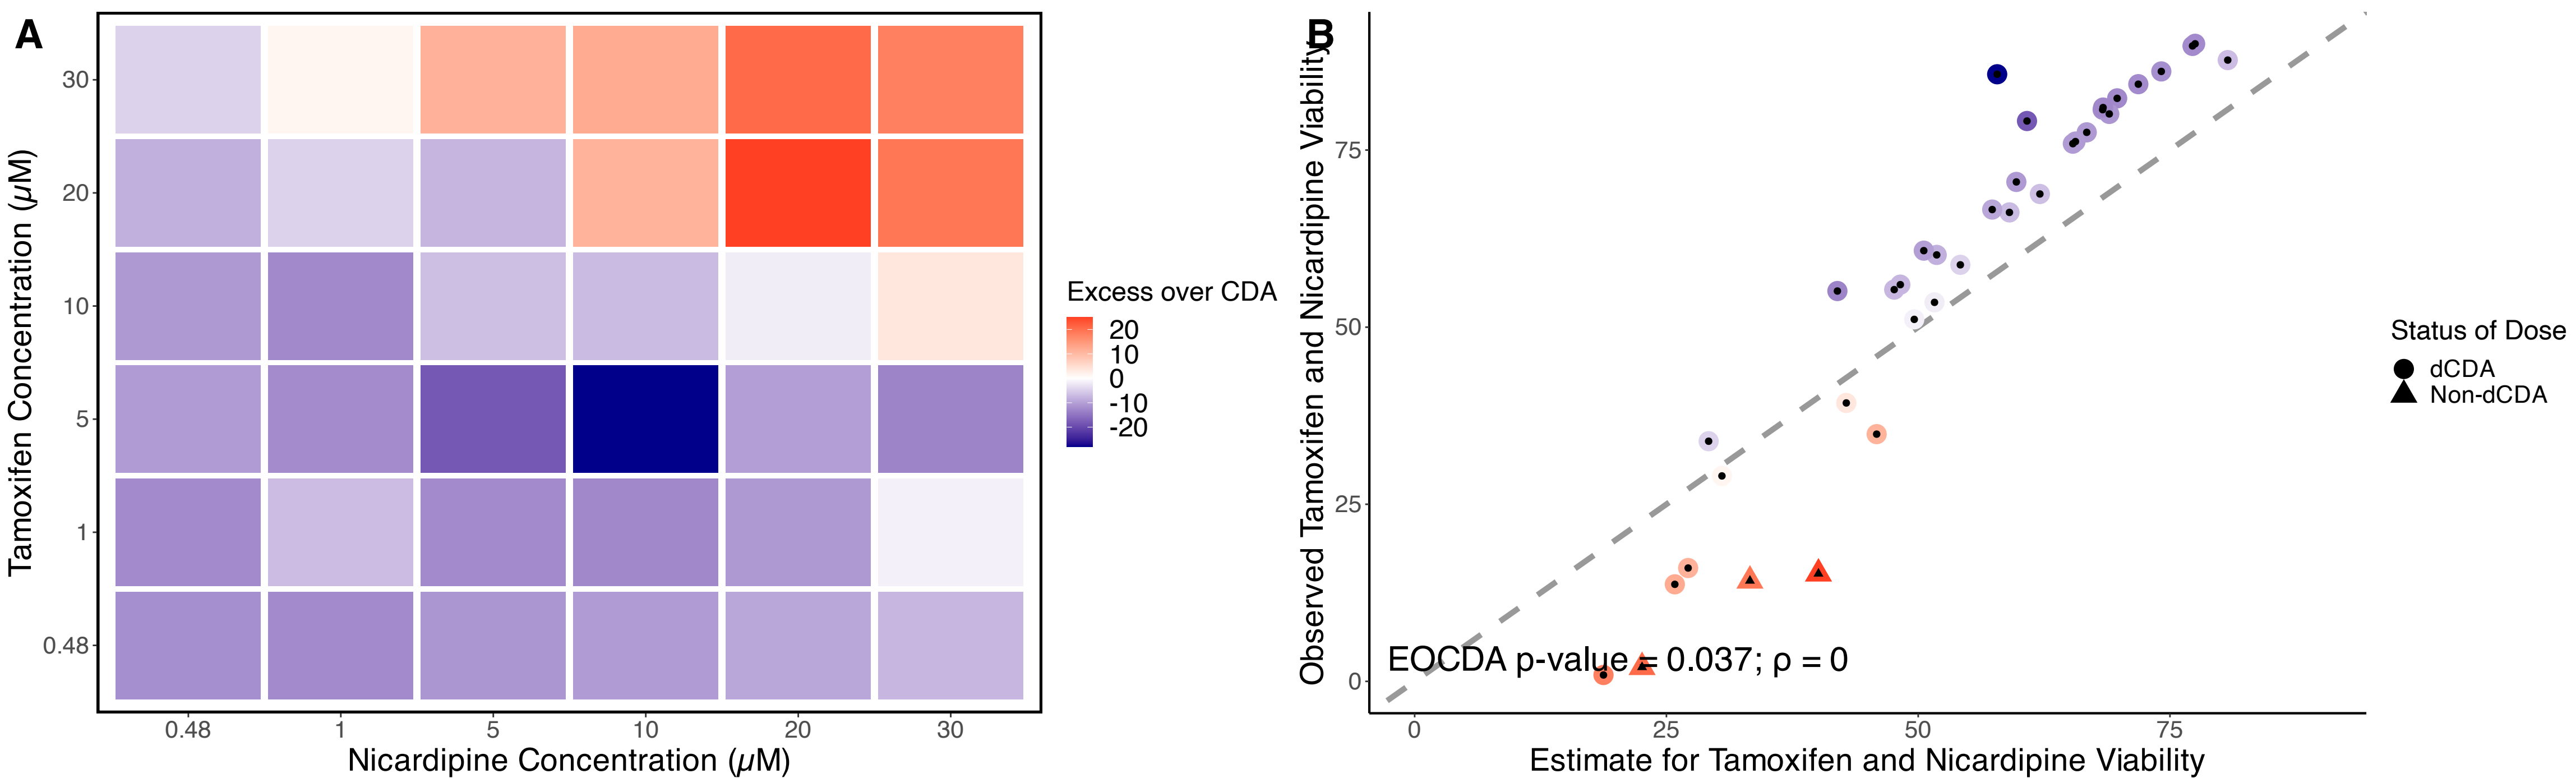 A
Tamoxifen Concentration (µM)
30
20
10
5
1
0.48
0.48 1 5 10 20 30
Nicardipine Concentration (µM)
Excess over CDA
20
10
0
-10
-20
B
Observed Tamoxifen and Nicardipine Viability
75
50
25
0
EOCDA p-value = 0.037; ρ = 0
0 25 50 75
Estimate for Tamoxifen and Nicardipine Viability
Status of Dose
dCDA
Non-dCDA